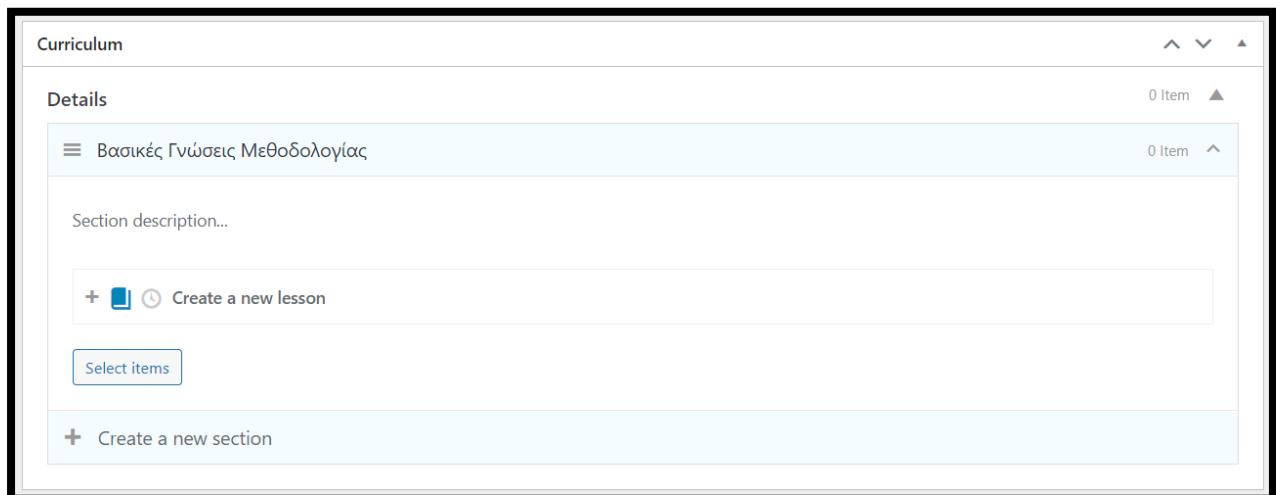 Curriculum
Details
0 Item
Βασικές Γνώσεις Μεθοδολογίας
0 Item
Section description...
Create a new lesson
Select items
Create a new section